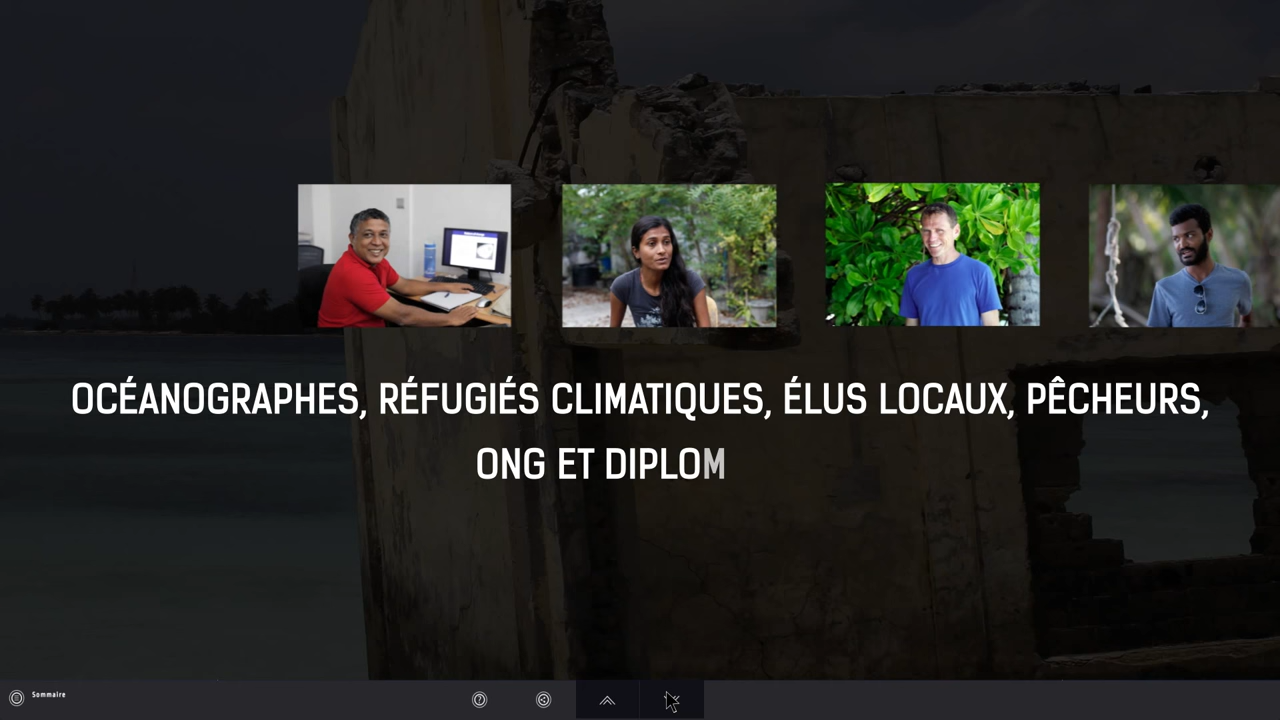 OCÉANOGRAPHES, RÉFUGIÉS CLIMATIQUES, ÉLUS LOCAUX, PÊCHEURS,
ONG ET DIPLOM
Sommaire